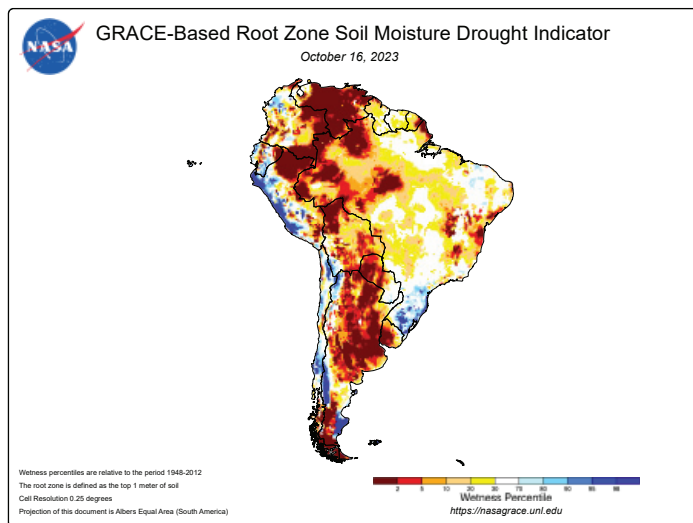 NASA
GRACE-Based Root Zone Soil Moisture Drought Indicator
October 16, 2023
Wetness percentiles are relative to the period 1948-2012
The root zone is defined as the top 1 meter of soil
Cell Resolution 0.25 degrees
Projection of this document is Albers Equal Area (South America)
2 5 10 20 30 70 80 90 95 98
Wetness Percentile
https://nasagrace.unl.edu